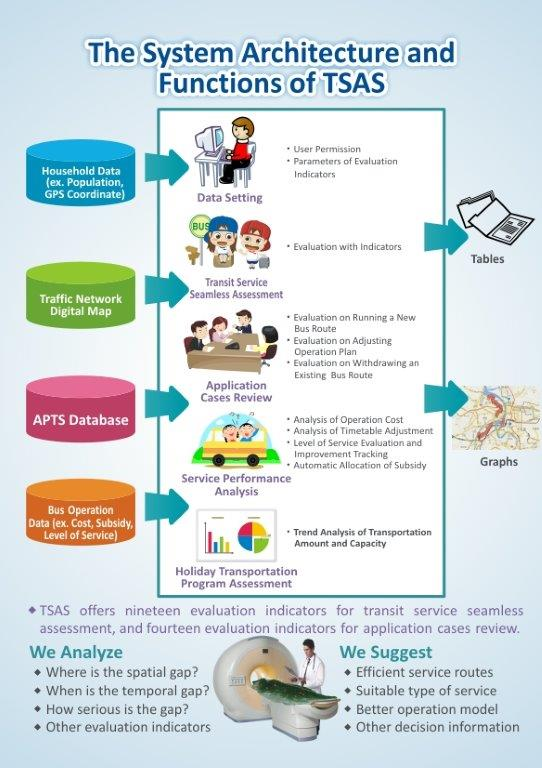 The System Architecture and
Functions of TSAS
Household Data
(ex. Population,
GPS Coordinate)
Traffic Network
Digital Map
APTS Database
Bus Operation
Data (ex. Cost, Subsidy,
Level of Service)
Data Setting
· User Permission
· Parameters of Evaluation
Indicators
BUS
Transit Service
Seamless Assessment
· Evaluation with Indicators
Application
Cases Review
· Evaluation on Running a New
Bus Route
· Evaluation on Adjusting
Operation Plan
· Evaluation on Withdrawing an
Existing Bus Route
Service Performance
Analysis
· Analysis of Operation Cost
· Analysis of Timetable Adjustment
· Level of Service Evaluation and
Improvement Tracking
· Automatic Allocation of Subsidy
Holiday Transportation
Program Assessment
· Trend Analysis of Transportation
Amount and Capacity
Tables
Graphs
◆ TSAS offers nineteen evaluation indicators for transit service seamless
assessment, and fourteen evaluation indicators for application cases review.
We Analyze
◆ Where is the spatial gap?
◆ When is the temporal gap?
◆ How serious is the gap?
◆ Other evaluation indicators
We Suggest
◆ Efficient service routes
◆ Suitable type of service
◆ Better operation model
◆ Other decision information